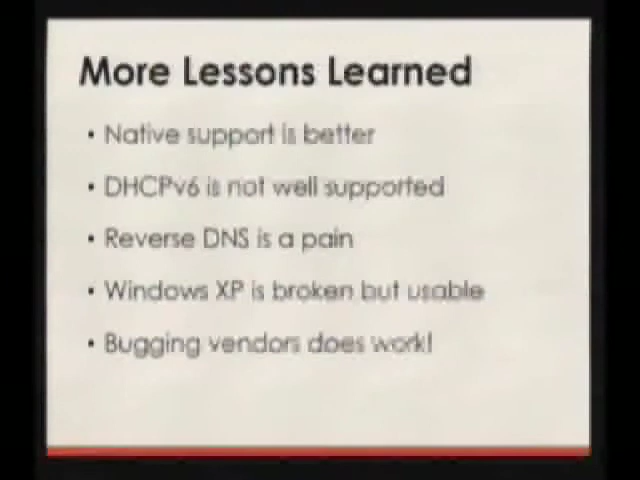 More Lessons Learned
• Native support is better
• DHCPv6 is not well supported
• Reverse DNS is a pain
• Windows XP is broken but usable
• Bugging vendors does work!